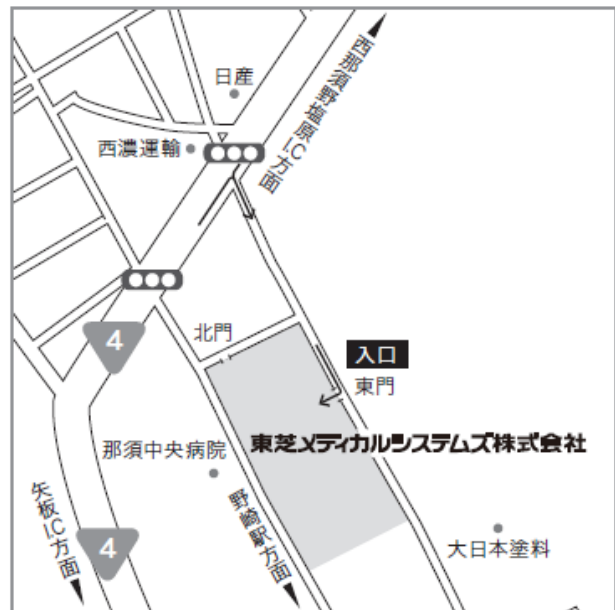 日産
西那須野塩原I.C方面
西濃運輸
北門
4
入口
東門
東芝メディカルシステムズ株式会社
那須中央病院
矢板I.C方面
4
野崎駅方面
大日本塗料